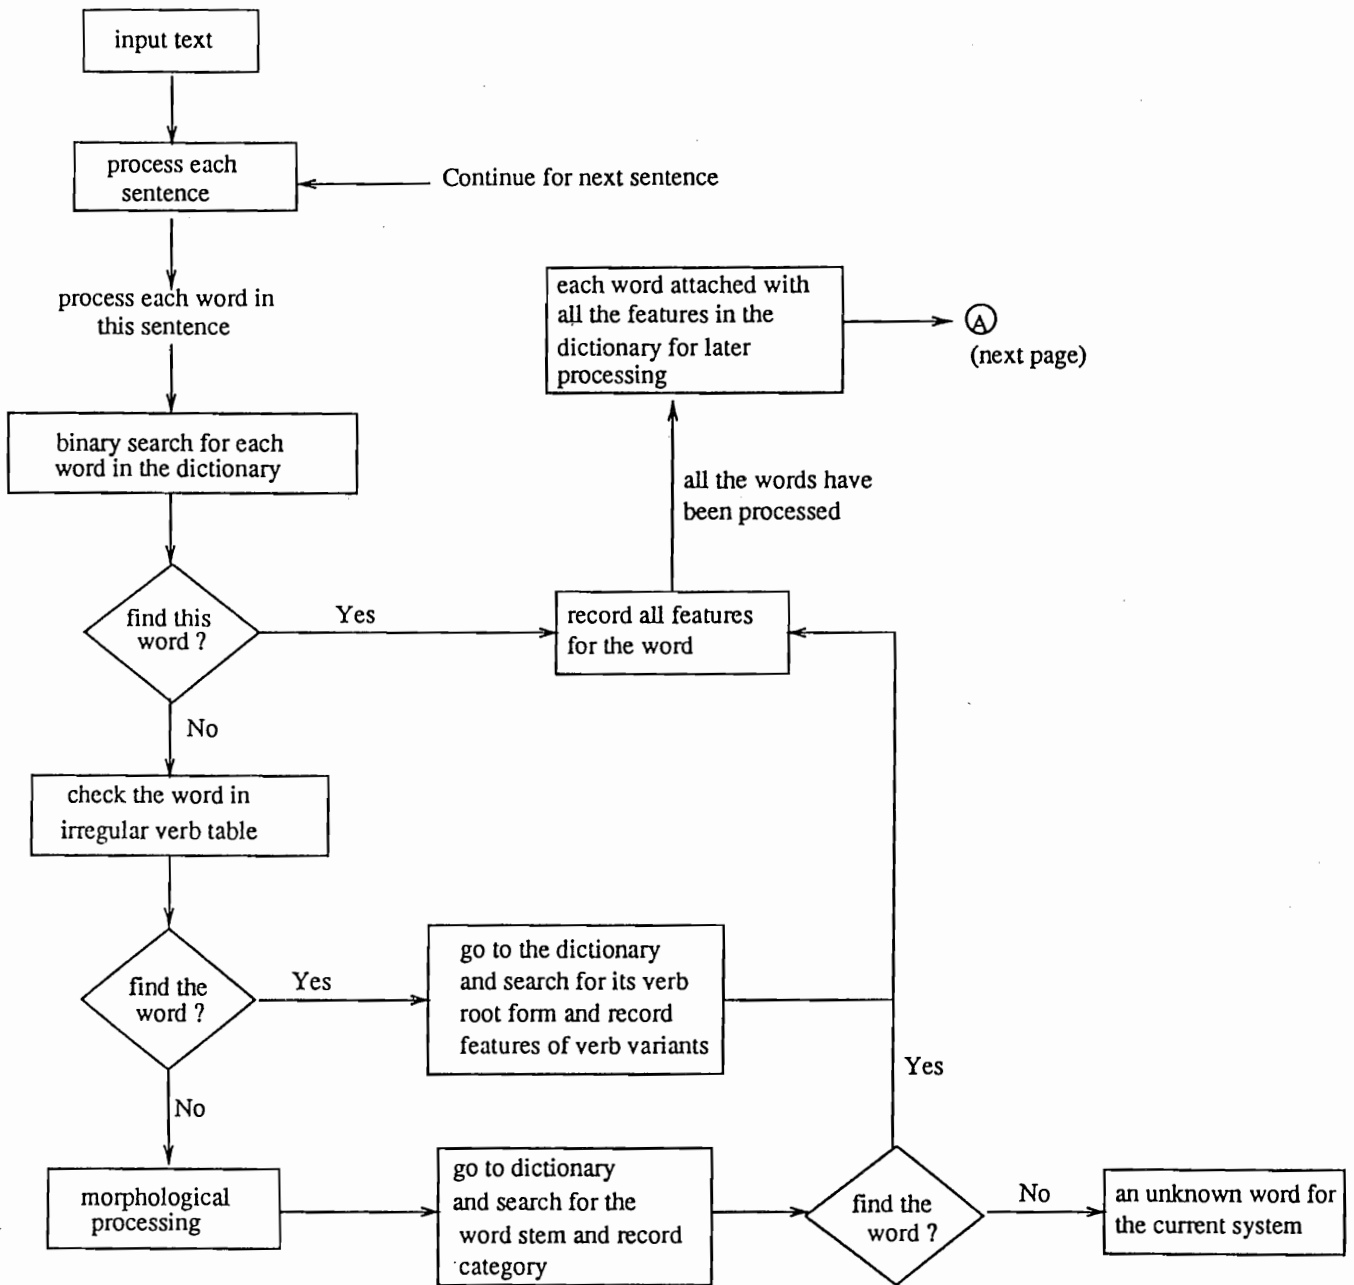 input text
process each
sentence
Continue for next sentence
process each word in
this sentence
each word attached with
all the features in the
dictionary for later
processing
A
(next page)
binary search for each
word in the dictionary
all the words have
been processed
find this
word ?
Yes
record all features
for the word
No
check the word in
irregular verb table
find the
word ?
Yes
go to the dictionary
and search for its verb
root form and record
features of verb variants
Yes
No
morphological
processing
go to dictionary
and search for the
word stem and record
category
find the
word ?
No
an unknown word for
the current system